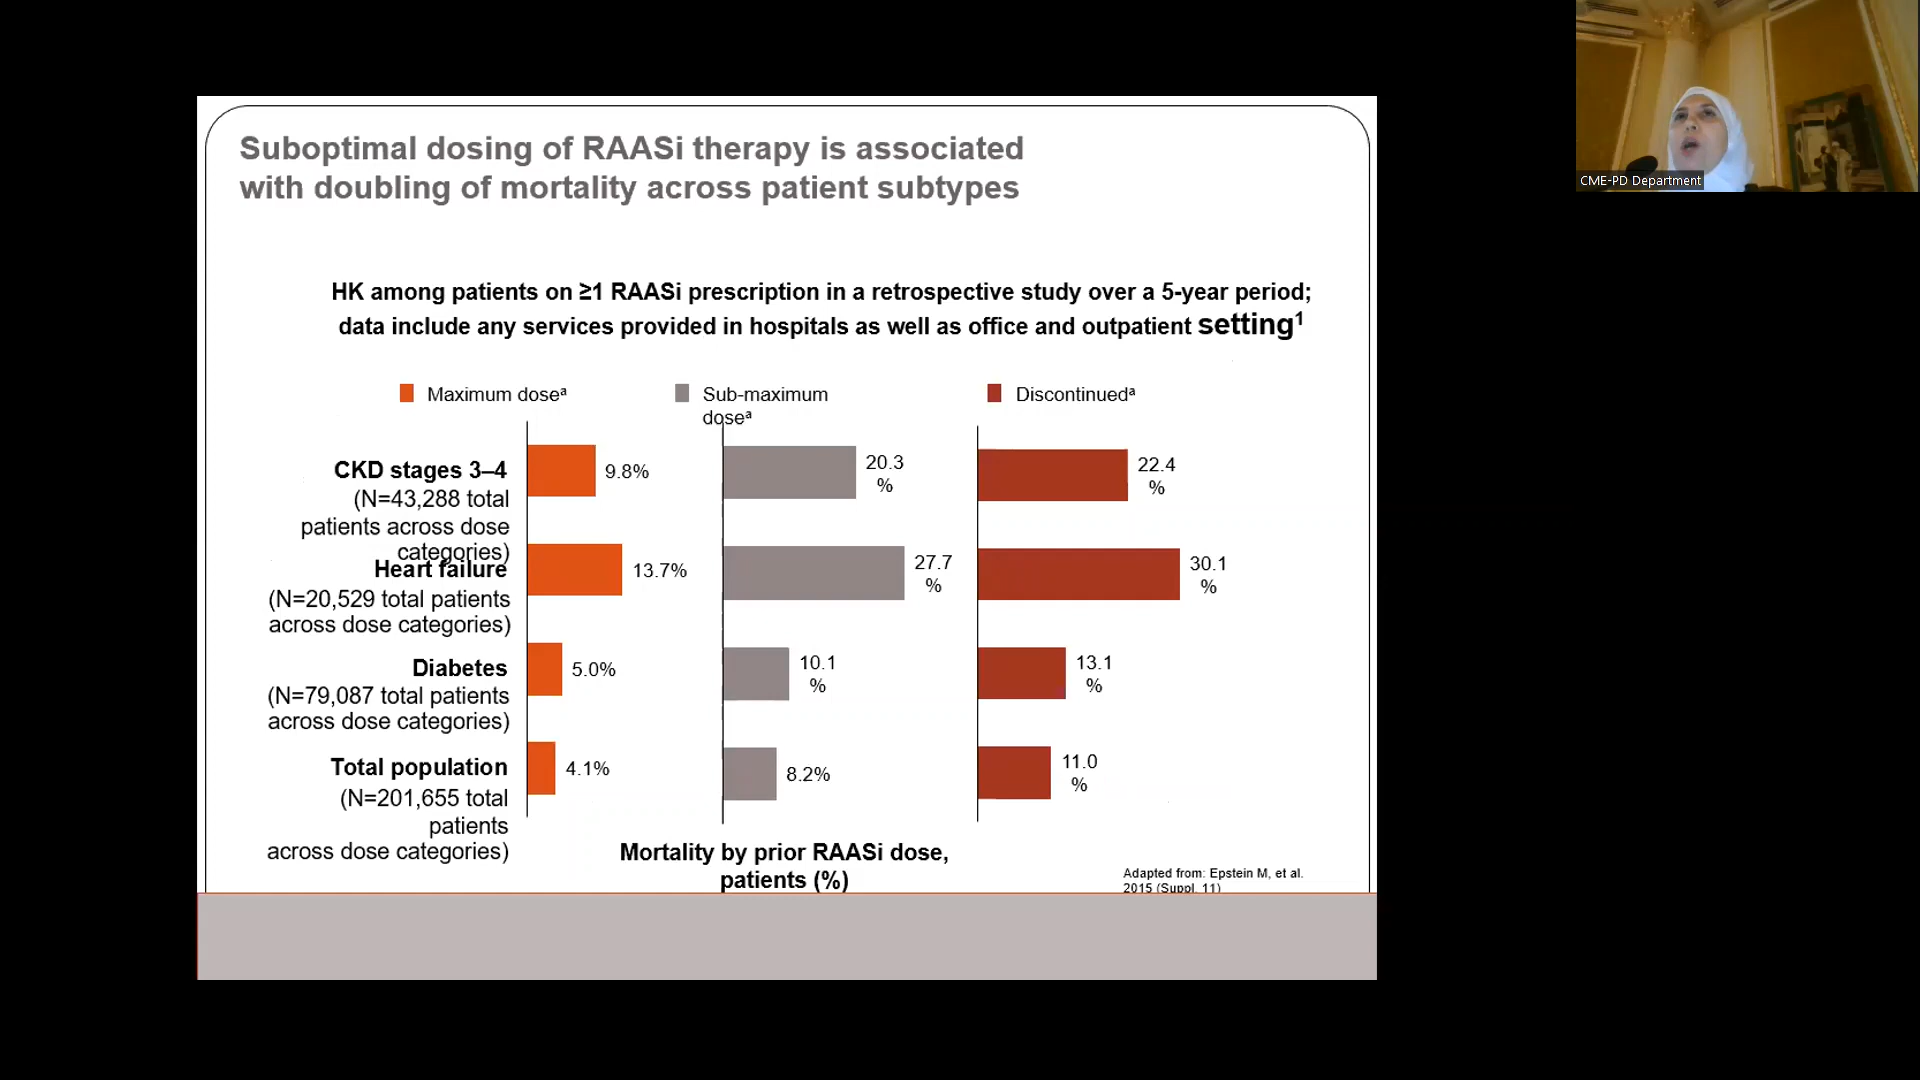 Suboptimal dosing of RAASi therapy is associated
with doubling of mortality across patient subtypes
CME-PD Department
HK among patients on ≥1 RAASi prescription in a retrospective study over a 5-year period;
data include any services provided in hospitals as well as office and outpatient setting¹
Maximum doseᵃ
Sub-maximum
doseᵃ
Discontinuedᵃ
CKD stages 3–4
(N=43,288 total
patients across dose
categories)
9.8%
20.3
%
22.4
%
Heart failure
(N=20,529 total patients
across dose categories)
13.7%
27.7
%
30.1
%
Diabetes
(N=79,087 total patients
across dose categories)
5.0%
10.1
%
13.1
%
Total population
(N=201,655 total
patients
across dose categories)
4.1%
8.2%
11.0
%
Mortality by prior RAASi dose,
patients (%)
Adapted from: Epstein M, et al.
2015 (Suppl. 11)